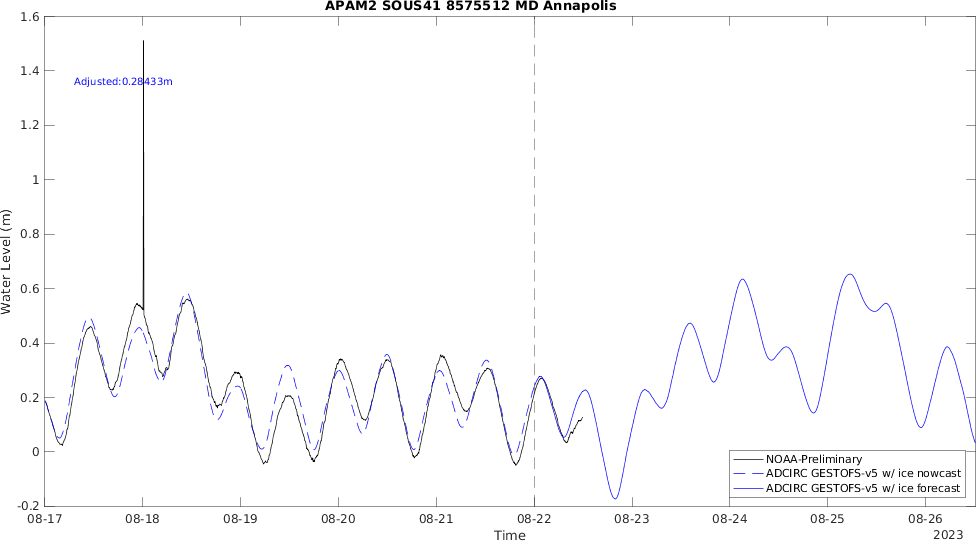 APAM2 SOUS41 8575512 MD Annapolis
1.6
1.4
1.2
1
0.8
0.6
0.4
0.2
0
-0.2
Water Level (m)
Adjusted:0.28433m
NOAA-Preliminary
ADCIRC GESTOFS-v5 w/ ice nowcast
ADCIRC GESTOFS-v5 w/ ice forecast
08-17 08-18 08-19 08-20 08-21 08-22 08-23 08-24 08-25 08-26
Time
2023